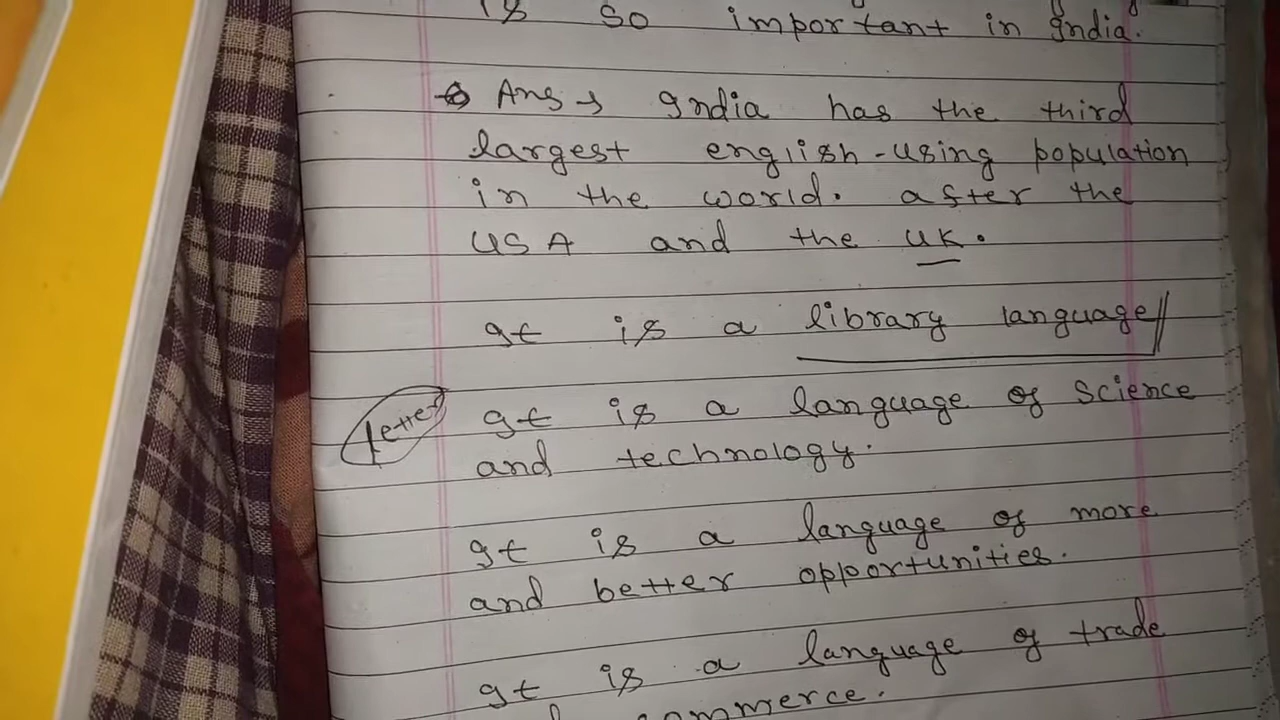 is so important in India.
Ans → India has the third
largest english-using population
in the world. after the
USA and the UK.
It is a library language
letter
It is a language of science
and technology.
It is a language of more
and better opportunities.
It is a language of trade
commerce.